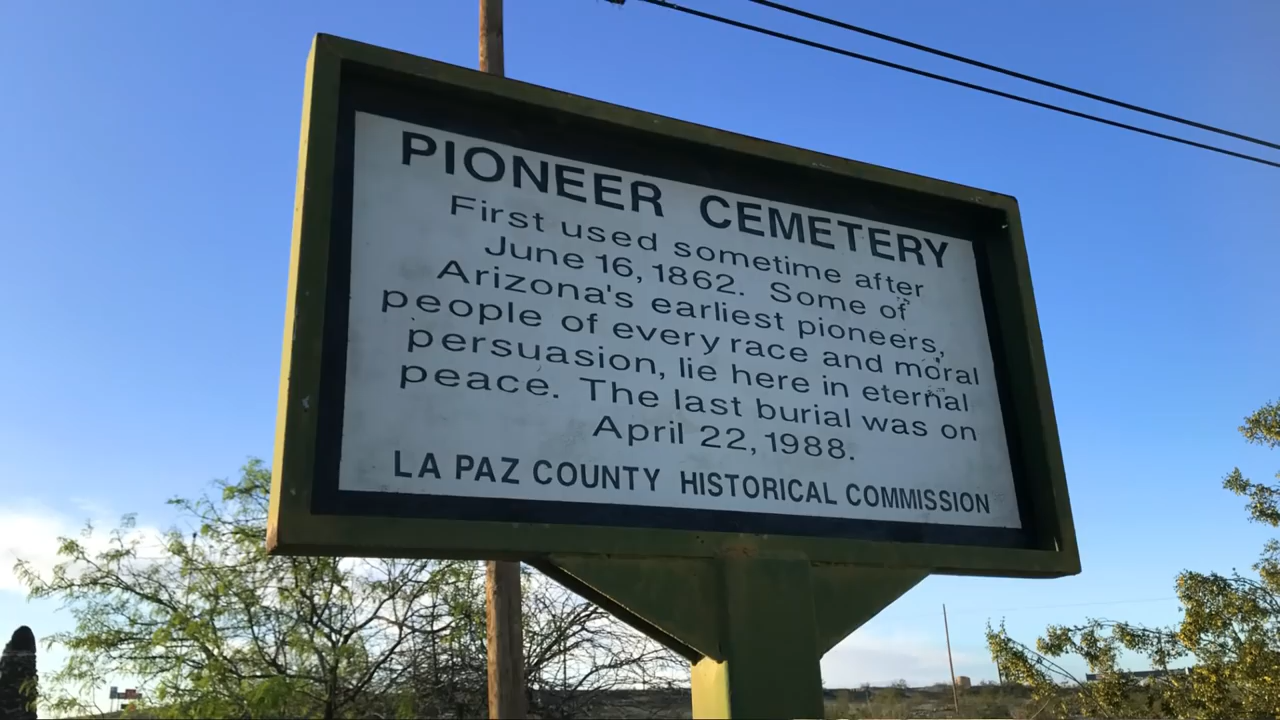 PIONEER CEMETERY
First used sometime after
June 16, 1862. Some of
Arizona's earliest pioneers,
people of every race and moral
persuasion, lie here in eternal
peace. The last burial was on
April 22, 1988.
LA PAZ COUNTY HISTORICAL COMMISSION